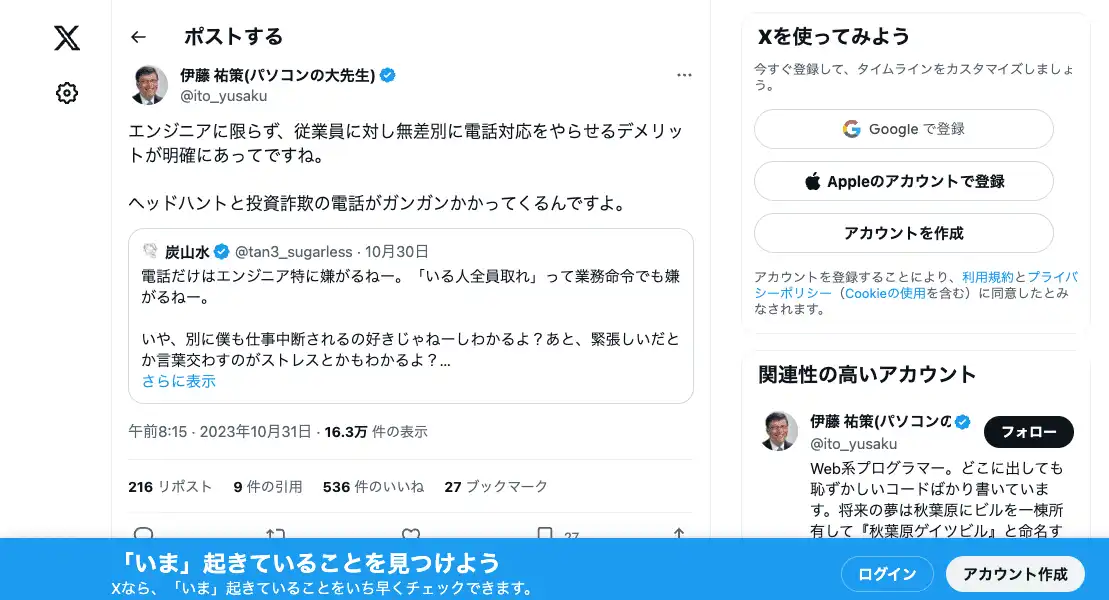 ポストする
伊藤 祐策(パソコンの大先生)
@ito_yusaku
エンジニアに限らず、従業員に対し無差別に電話対応をやらせるデメリッ
トが明確にあってですね。
ヘッドハントと投資詐欺の電話がガンガンかかってくるんですよ。
炭山水 @tan3_sugarless · 10月30日
電話だけはエンジニア特に嫌がるねー。「いる人全員取れ」って業務命令でも嫌
がるねー。
いや、別に僕も仕事中断されるの好きじゃねーしわかるよ？あと、緊張しいだと
か言葉交わすのがストレスとかもわかるよ？...
さらに表示
午前8:15 · 2023年10月31日 · 16.3万 件の表示
216 リポスト 9 件の引用 536 件のいいね 27 ブックマーク
27
Xを使ってみよう
今すぐ登録して、タイムラインをカスタマイズしましょ
う。
Google で登録
Appleのアカウントで登録
アカウントを作成
アカウントを登録することにより、利用規約とプライバ
シーポリシー（Cookieの使用を含む）に同意したとみ
なされます。
関連性の高いアカウント
伊藤 祐策(パソコンの
@ito_yusaku
フォロー
Web系プログラマー。どこに出しても
恥ずかしいコードばかり書いていま
す。将来の夢は秋葉原にビルを一棟所
有して『秋葉原ゲイツビル』と命名す
「いま」起きていることを見つけよう
Xなら、「いま」起きていることをいち早くチェックできます。
ログイン
アカウント作成